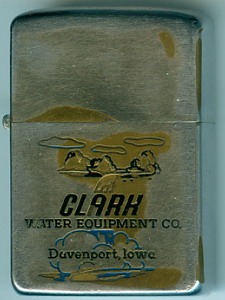 CLARK
WATER EQUIPMENT CO.
Davenport, Iowa